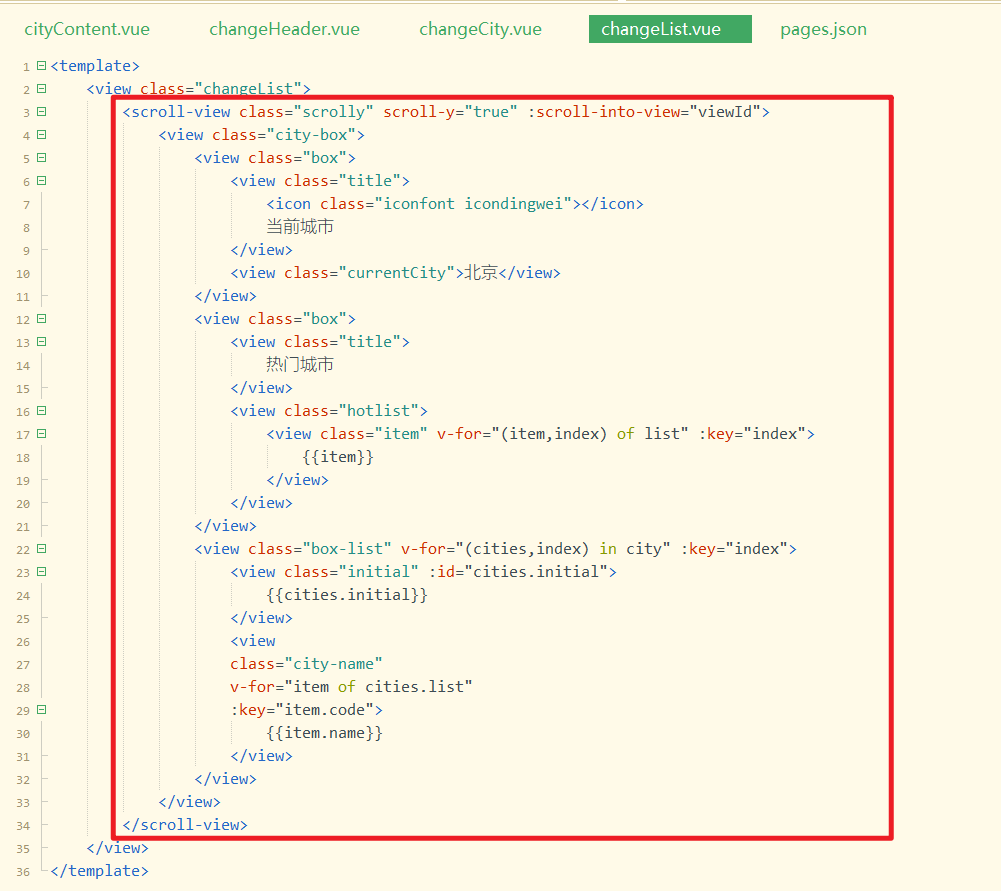 cityContent.vue changeHeader.vue changeCity.vue changeList.vue pages.json
1 <template>
2 <view class="changeList">
3 <scroll-view class="scrolly" scroll-y="true" :scroll-into-view="viewId">
4 <view class="city-box">
5 <view class="box">
6 <view class="title">
7 <icon class="iconfont icondingwei"></icon>
8 当前城市
9 </view>
10 <view class="currentCity">北京</view>
11 </view>
12 <view class="box">
13 <view class="title">
14 热门城市
15 </view>
16 <view class="hotlist">
17 <view class="item" v-for="(item,index) of list" :key="index">
18 {{item}}
19 </view>
20 </view>
21 </view>
22 <view class="box-list" v-for="(cities,index) in city" :key="index">
23 <view class="initial" :id="cities.initial">
24 {{cities.initial}}
25 </view>
26 <view
27 class="city-name"
28 v-for="item of cities.list"
29 :key="item.code">
30 {{item.name}}
31 </view>
32 </view>
33 </view>
34 </scroll-view>
35 </view>
36 </template>